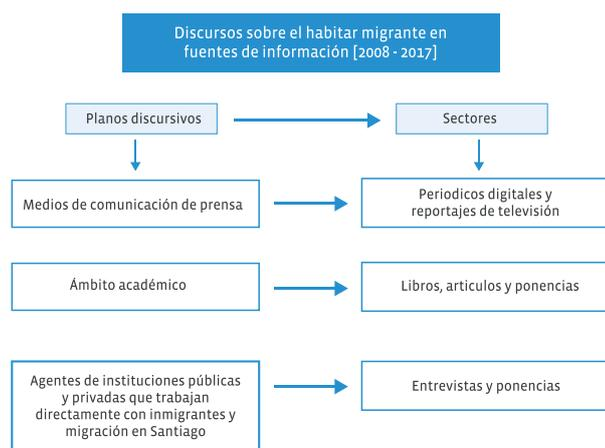 Discursos sobre el habitar migrante en
fuentes de información [2008 - 2017]
Planos discursivos
Sectores
Medios de comunicación de prensa
Periodicos digitales y
reportajes de televisión
Ámbito académico
Libros, articulos y ponencias
Agentes de instituciones públicas
y privadas que trabajan
directamente con inmigrantes y
migración en Santiago
Entrevistas y ponencias